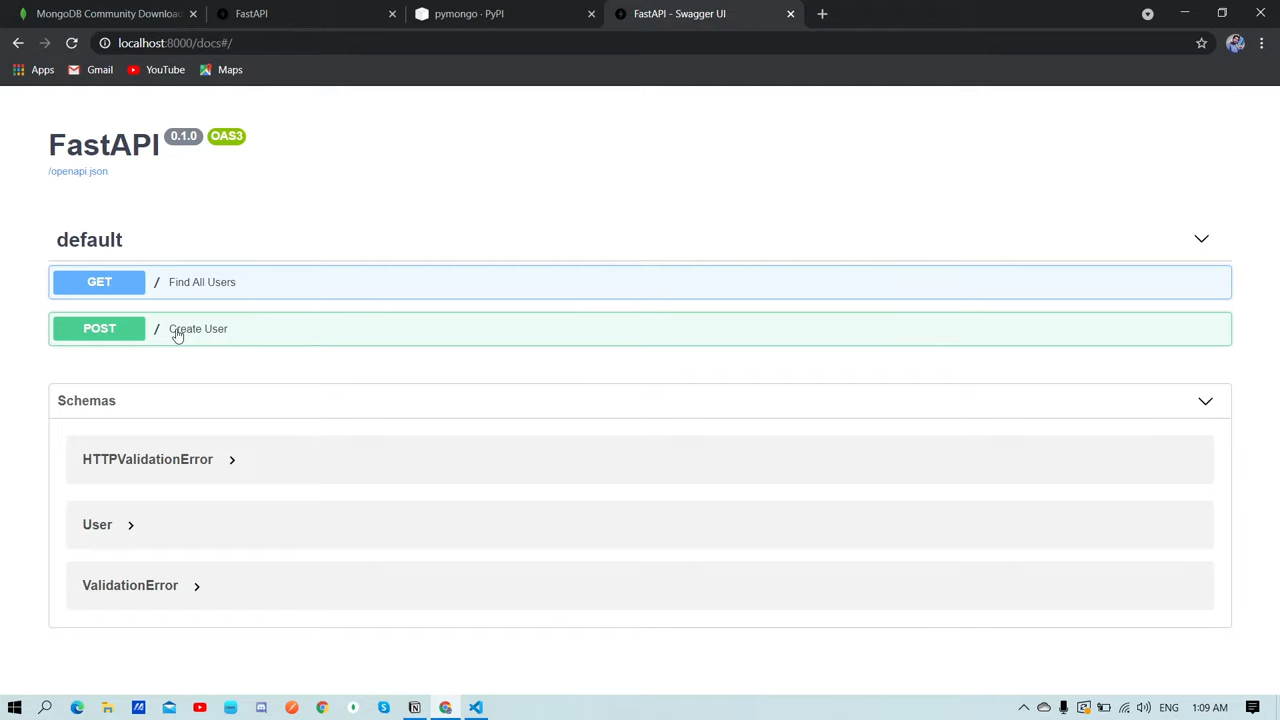 MongoDB Community Download
FastAPI
pymongo · PyPI
FastAPI - Swagger UI
localhost:8000/docs#/
Apps
Gmail
YouTube
Maps
FastAPI 0.1.0 OAS3
/openapi.json
default
GET / Find All Users
POST / Create User
Schemas
HTTPValidationError
User
ValidationError
ENG
1:09 AM